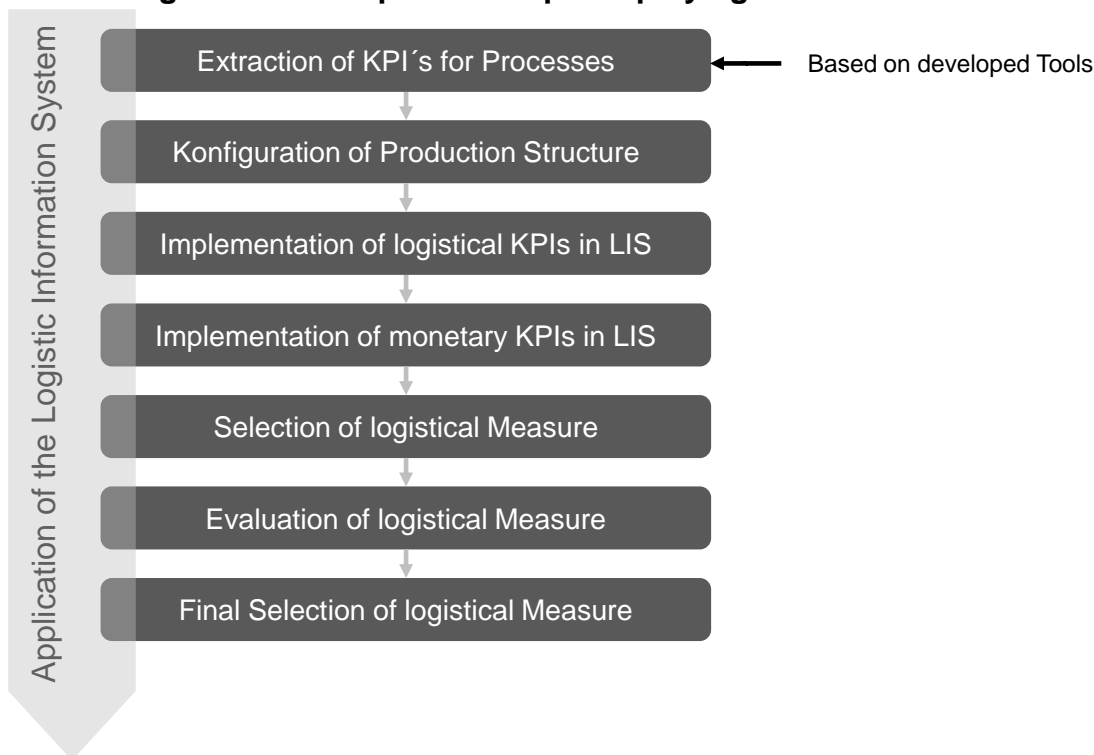 Extraction of KPI´s for Processes
Based on developed Tools
Konfiguration of Production Structure
Implementation of logistical KPIs in LIS
Implementation of monetary KPIs in LIS
Selection of logistical Measure
Evaluation of logistical Measure
Final Selection of logistical Measure
Application of the Logistic Information System